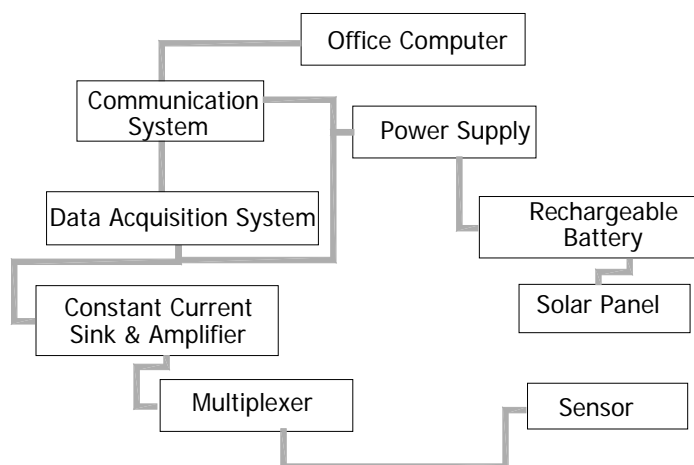 Office Computer
Communication
System
Power Supply
Data Acquisition System
Rechargeable
Battery
Constant Current
Sink & Amplifier
Solar Panel
Multiplexer
Sensor